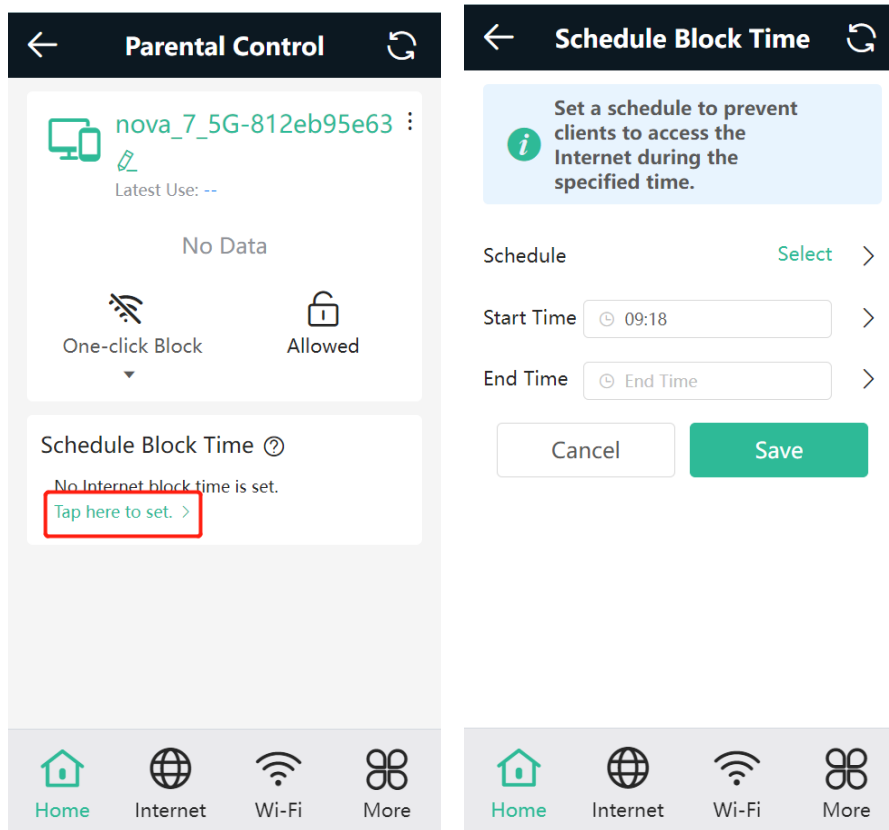 Parental Control
nova_7_5G-812eb95e63
Latest Use: --
No Data
One-click Block
Allowed
Schedule Block Time
No Internet block time is set.
Tap here to set. >
Home
Internet
Wi-Fi
More
Schedule Block Time
Set a schedule to prevent
clients to access the
Internet during the
specified time.
Schedule
Select
Start Time
09:18
End Time
End Time
Cancel
Save
Home
Internet
Wi-Fi
More